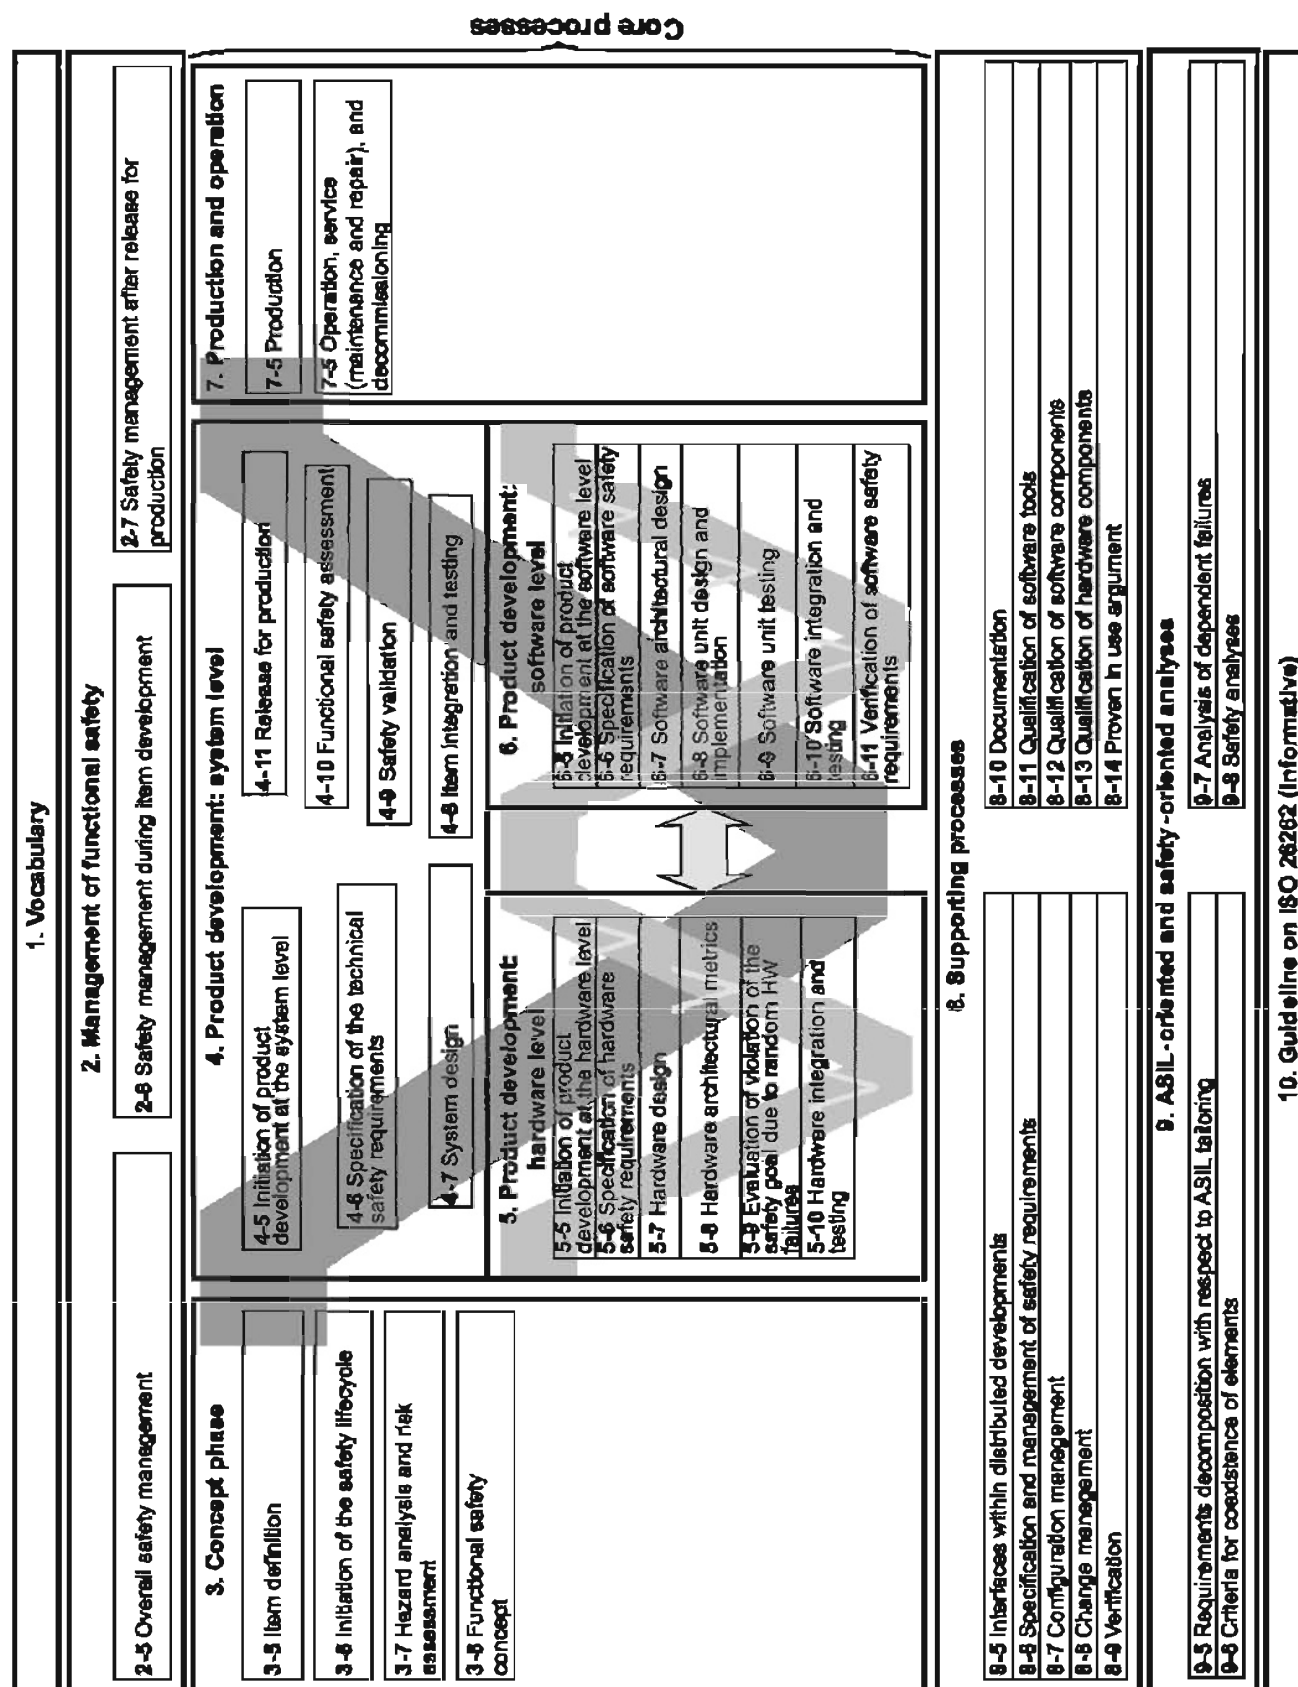 Core processes
1. Vocabulary
2. Management of functional safety
2-5 Overall safety management
2-6 Safety management during item development
2-7 Safety management after release for
production
3. Concept phase
3-5 Item definition
3-6 Initiation of the safety lifecycle
3-7 Hazard analysis and risk
assessment
3-8 Functional safety
concept
4. Product development: system level
4-5 Initiation of product
development at the system level
4-6 Specification of the technical
safety requirements
4-7 System design
4-11 Release for production
4-10 Functional safety assessment
4-9 Safety validation
4-8 Item integration and testing
5. Product development:
hardware level
5-5 Initiation of product
development at the hardware level
5-6 Specification of hardware
safety requirements
5-7 Hardware design
5-8 Hardware architectural metrics
5-9 Evaluation of violation of the
safety goal due to random HW
failures
5-10 Hardware integration and
testing
6. Product development:
software level
6-5 Initiation of product
development at the software level
6-6 Specification of software safety
requirements
6-7 Software architectural design
6-8 Software unit design and
implementation
6-9 Software unit testing
6-10 Software integration and
testing
6-11 Verification of software safety
requirements
7. Production and operation
7-5 Production
7-5 Operation, service
(maintenance and repair), and
decommissioning
8. Supporting processes
8-5 Interfaces within distributed developments
8-6 Specification and management of safety requirements
8-7 Configuration management
8-8 Change management
8-9 Verification
8-10 Documentation
8-11 Qualification of software tools
8-12 Qualification of software components
8-13 Qualification of hardware components
8-14 Proven in use argument
9. ASIL-oriented and safety-oriented analyses
9-5 Requirements decomposition with respect to ASIL tailoring
9-6 Criteria for coexistence of elements
9-7 Analysis of dependent failures
9-8 Safety analyses
10. Guideline on ISO 26262 (Informative)